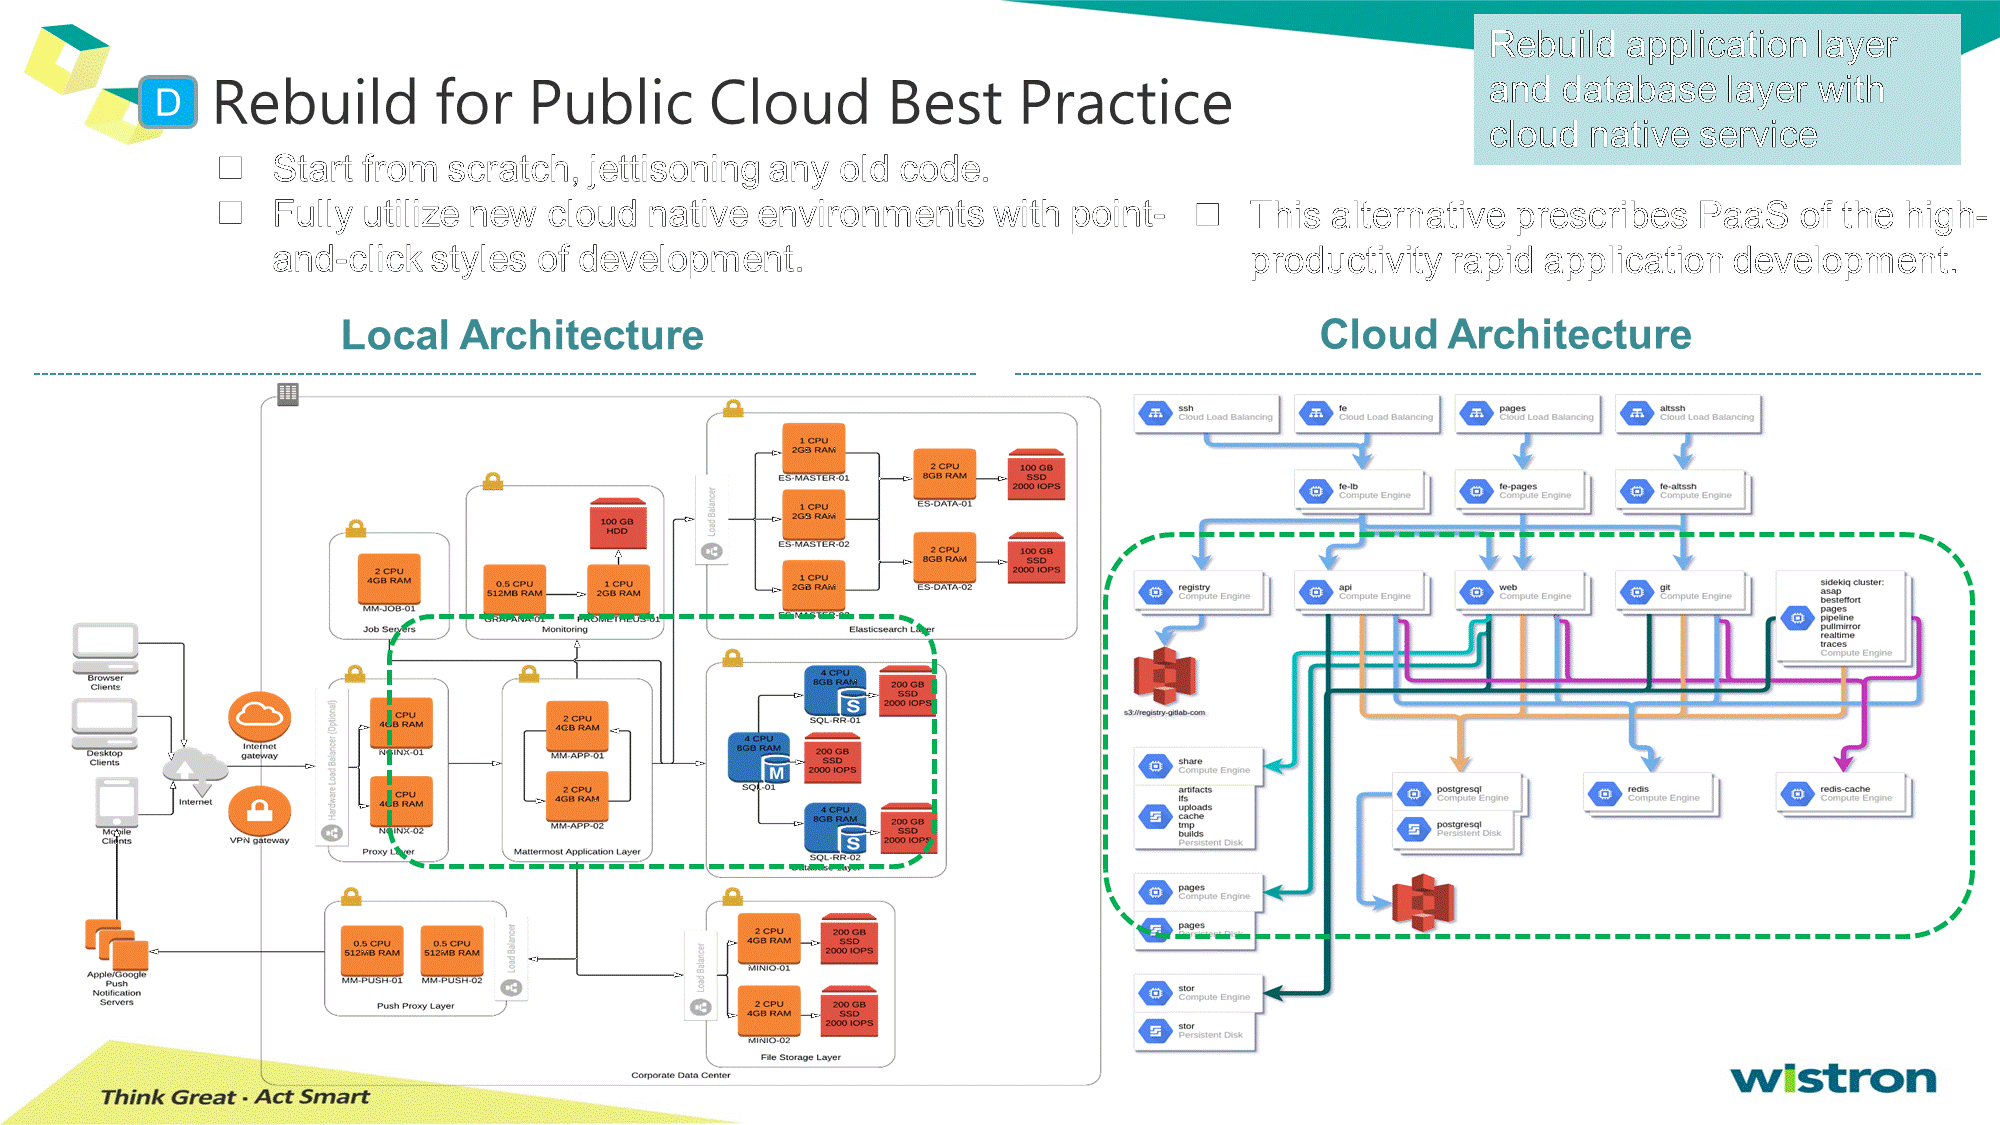 D Rebuild for Public Cloud Best Practice
Rebuild application layer
and database layer with
cloud native service
Start from scratch, jettisoning any old code.
Fully utilize new cloud native environments with point-
and-click styles of development.
This alternative prescribes PaaS of the high-
productivity rapid application development.
Local Architecture
Browser
Clients
Desktop
Clients
Mobile
Clients
Internet
Internet
gateway
VPN gateway
Apple/Google
Push
Notification
Servers
2 CPU
4GB RAM
MM-JOB-01
Job Servers
100 GB
HDD
0.5 CPU
512MB RAM
GRAFANA-01
1 CPU
2GB RAM
PROMETHEUS-01
Monitoring
Load Balancer
1 CPU
2GB RAM
ES-MASTER-01
1 CPU
2GB RAM
ES-MASTER-02
1 CPU
2GB RAM
2 CPU
8GB RAM
ES-DATA-01
2 CPU
8GB RAM
ES-DATA-02
100 GB
SSD
2000 IOPS
100 GB
SSD
2000 IOPS
Elasticsearch Layer
Hardware Load Balancer (Optional)
CPU
4GB RAM
NGINX-01
CPU
4GB RAM
NGINX-02
Proxy Layer
2 CPU
4GB RAM
MM-APP-01
2 CPU
4GB RAM
MM-APP-02
Mattermost Application Layer
4 CPU
8GB RAM
S
SQL-RR-01
200 GB
SSD
2000 IOPS
4 CPU
8GB RAM
M
SQL-01
200 GB
SSD
2000 IOPS
4 CPU
8GB RAM
S
SQL-RR-02
200 GB
SSD
2000 IOPS
Database Layer
0.5 CPU
512MB RAM
MM-PUSH-01
0.5 CPU
512MB RAM
MM-PUSH-02
Load Balancer
Push Proxy Layer
Load Balancer
2 CPU
4GB RAM
MINIO-01
200 GB
SSD
2000 IOPS
2 CPU
4GB RAM
MINIO-02
200 GB
SSD
2000 IOPS
File Storage Layer
Corporate Data Center
Cloud Architecture
ssh
Cloud Load Balancing
fe
Cloud Load Balancing
pages
Cloud Load Balancing
altssh
Cloud Load Balancing
fe-lb
Compute Engine
fe-pages
Compute Engine
fe-altssh
Compute Engine
registry
Compute Engine
api
Compute Engine
web
Compute Engine
git
Compute Engine
sidekiq cluster:
asap
besteffort
pages
pipeline
pullmirror
realtime
traces
Compute Engine
s3://registry-gitlab-com
share
Compute Engine
artifacts
lfs
uploads
cache
tmp
builds
Persistent Disk
postgresql
Compute Engine
postgresql
Persistent Disk
redis
Compute Engine
redis-cache
Compute Engine
pages
Compute Engine
pages
Persistent Disk
stor
Compute Engine
stor
Persistent Disk
Think Great · Act Smart
wistron